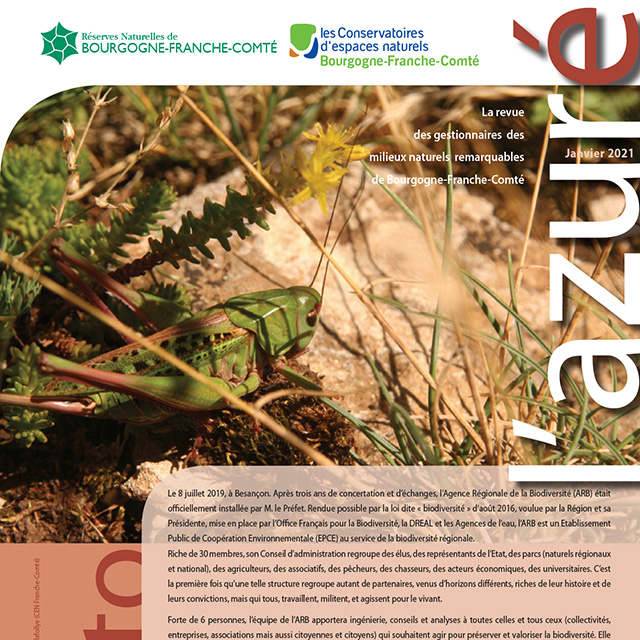 Réserves Naturelles de
BOURGOGNE-FRANCHE-COMTÉ
les Conservatoires
d'espaces naturels
Bourgogne-Franche-Comté
l'azuré
La revue
des gestionnaires des
milieux naturels remarquables
de Bourgogne-Franche-Comté
Janvier 2021
Le 8 juillet 2019, à Besançon. Après trois ans de concertation et d'échanges, l'Agence Régionale de la Biodiversité (ARB) était
officiellement installée par M. le Préfet. Rendue possible par la loi dite « biodiversité » d'août 2016, voulue par la Région et sa
Présidente, mise en place par l'Office Français pour la Biodiversité, la DREAL et les Agences de l'eau, l'ARB est un Etablissement
Public de Coopération Environnementale (EPCE) au service de la biodiversité régionale.
Riche de 30 membres, son Conseil d'administration regroupe des élus, des représentants de l'Etat, des parcs (naturels régionaux
et national), des agriculteurs, des associatifs, des pêcheurs, des chasseurs, des acteurs économiques, des universitaires. C'est
la première fois qu'une telle structure regroupe autant de partenaires, venus d'horizons différents, riches de leur histoire et de
leurs convictions, mais qui tous, travaillent, militent, et agissent pour le vivant.
Forte de 6 personnes, l'équipe de l'ARB apportera ingénierie, conseils et analyses à toutes celles et tous ceux (collectivités,
entreprises, associations mais aussi citoyennes et citoyens) qui souhaitent agir pour préserver et valoriser la biodiversité. Elle
to
(CEN Franche-Comté)